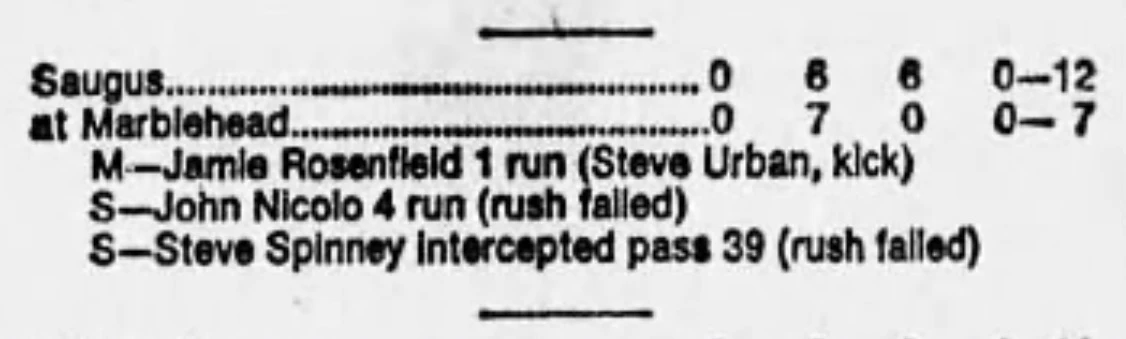 Saugus..........................................0 6 6 0—12
at Marblehead..................................0 7 0 0— 7
M—Jamie Rosenfield 1 run (Steve Urban, kick)
S—John Nicolo 4 run (rush failed)
S—Steve Spinney intercepted pass 39 (rush failed)